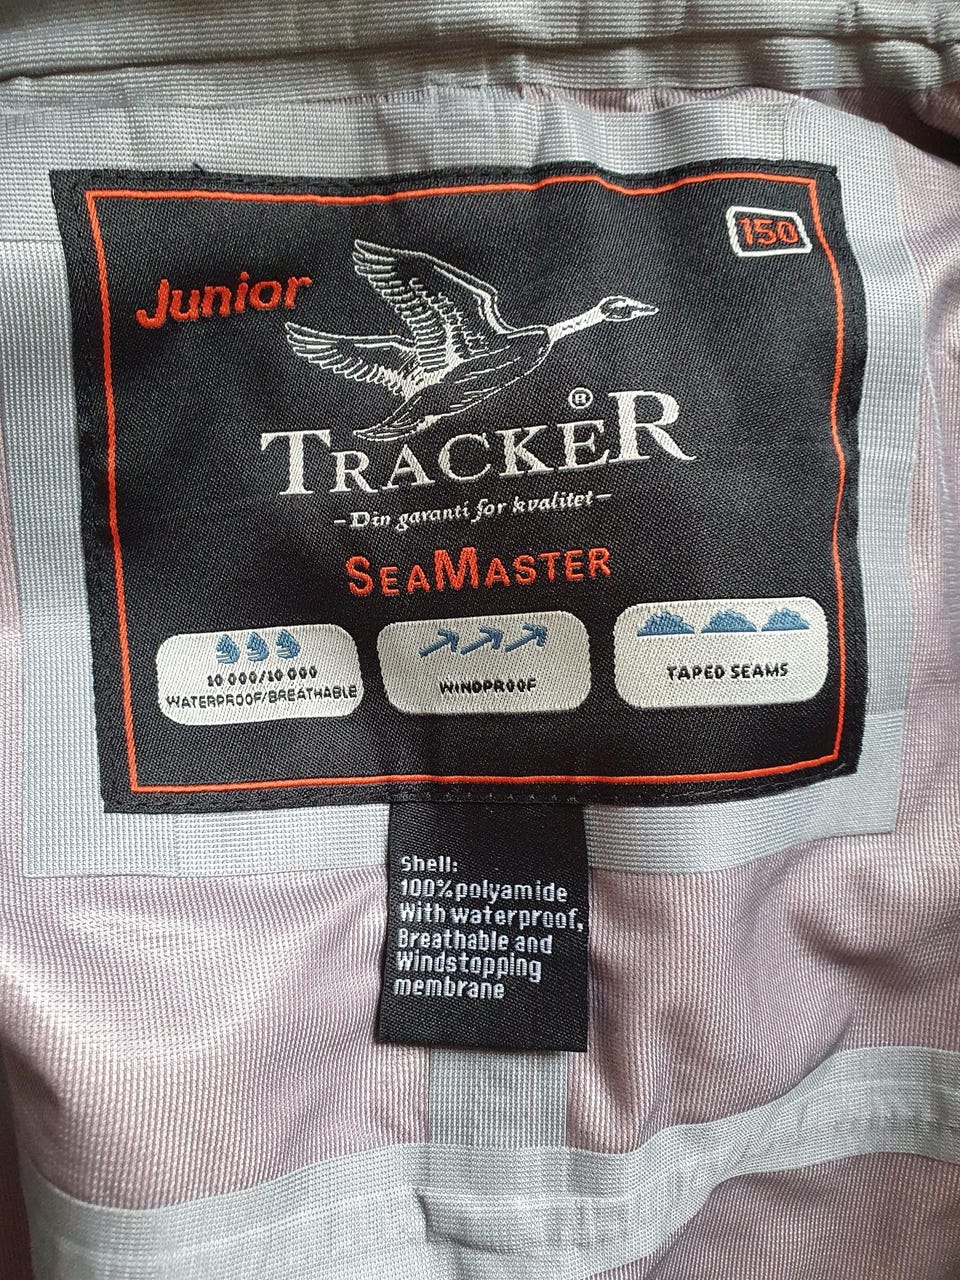 150
Junior
TRACKER®
-Din garanti for kvalitet-
SEAMASTER
10 000/10 000
WATERPROOF/BREATHABLE
WINDPROOF
TAPED SEAMS
Shell:
100% polyamide
With waterproof,
Breathable and
Windstopping
membrane